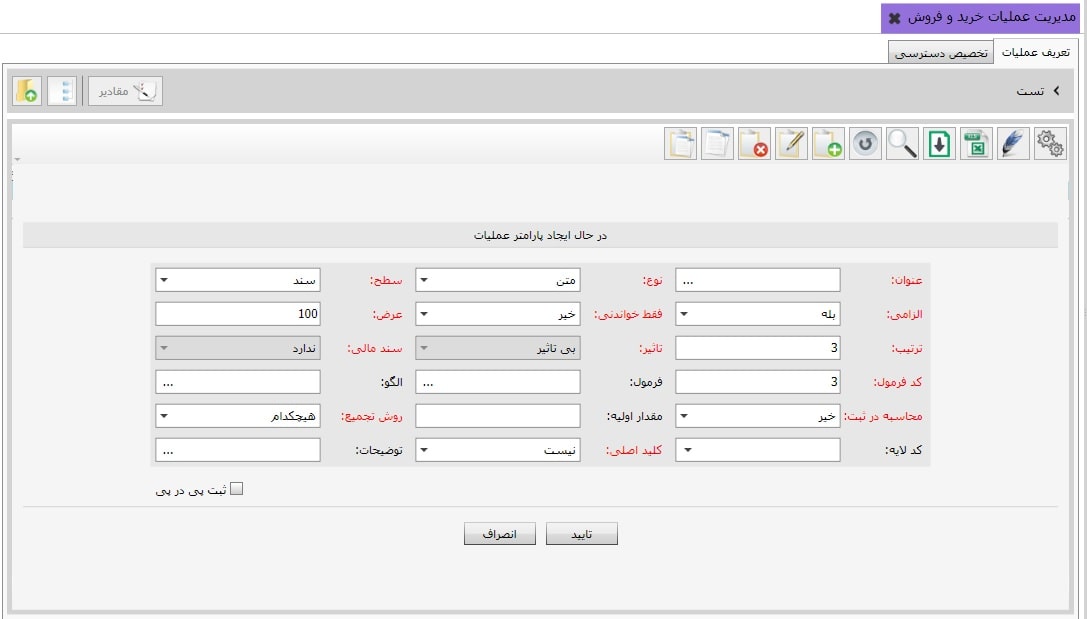 مدیریت عملیات خرید و فروش
تعریف عملیات تخصیص دسترسی
تست مقادیر
در حال ایجاد پارامتر عملیات
عنوان: ... نوع: متن سطح: سند
الزامی: بله فقط خواندنی: خیر عرض: 100
ترتیب: 3 تاثیر: بی تاثیر سند مالی: ندارد
کد فرمول: 3 فرمول: ... الگو: ...
محاسبه در ثبت: خیر مقدار اولیه: روش تجمیع: هیچکدام
کد لایه: کلید اصلی: نیست توضیحات: ...
ثبت پی در پی
تایید انصراف